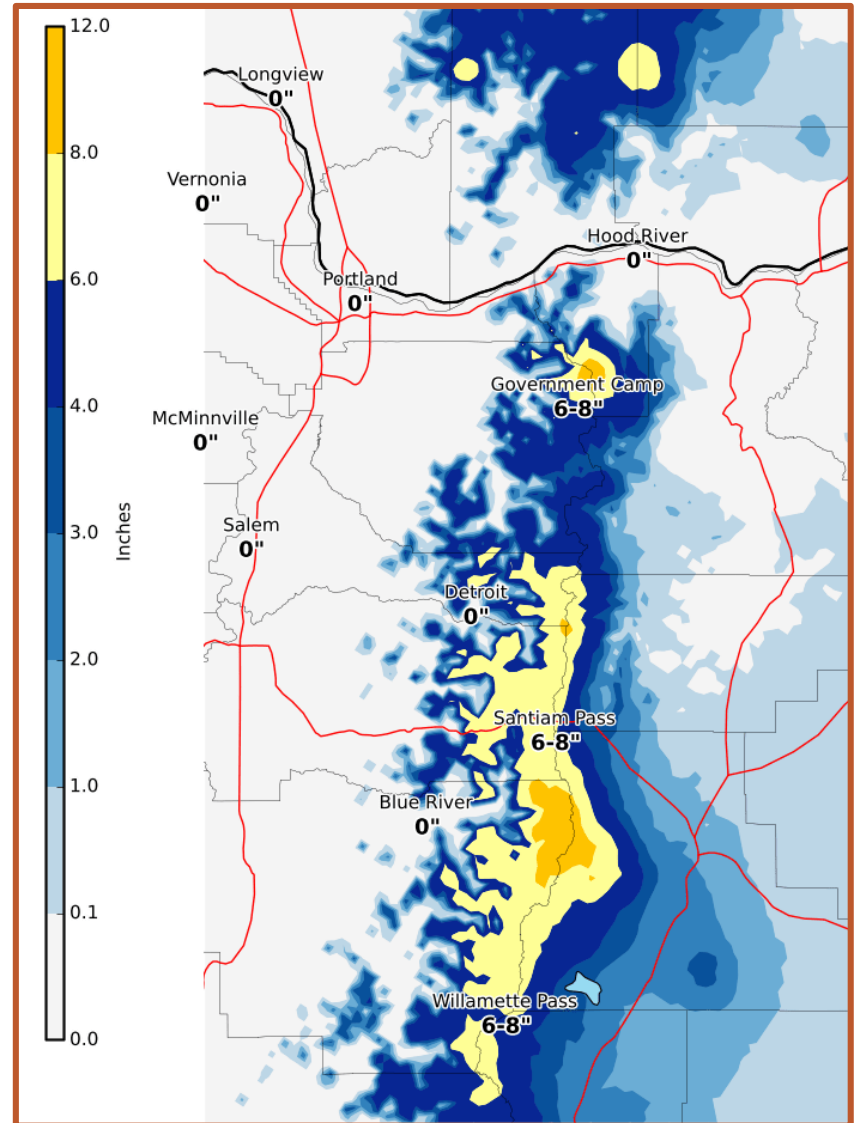 12.0
8.0
6.0
4.0
3.0
2.0
1.0
0.1
0.0
Inches
Longview
0"
Vernonia
0"
Hood River
0"
Portland
0"
Government Camp
6-8"
McMinnville
0"
Salem
0"
Detroit
0"
Santiam Pass
6-8"
Blue River
0"
Willamette Pass
6-8"